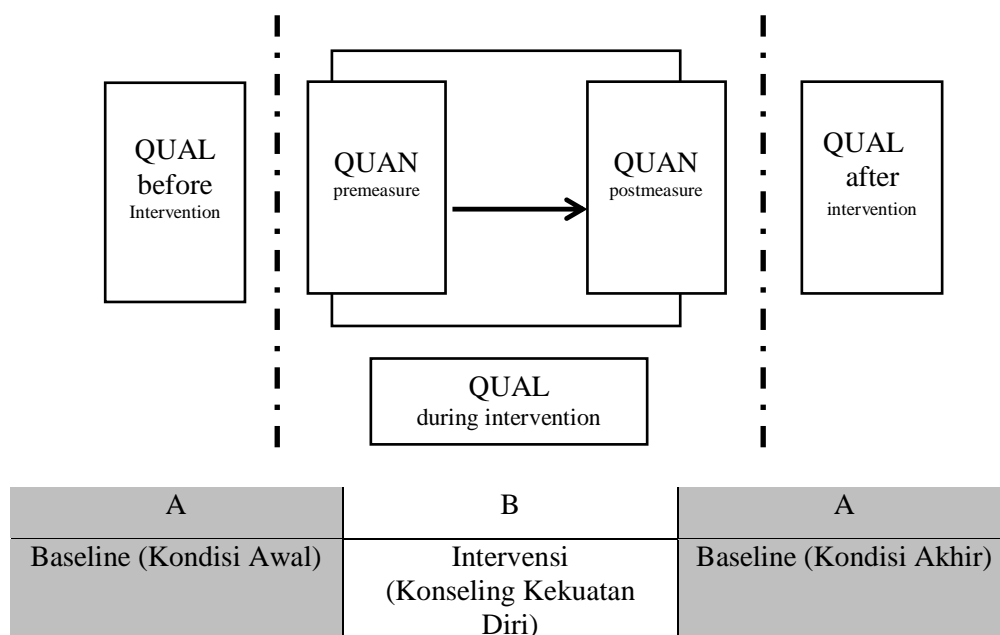 QUAL
before
Intervention
QUAN
premeasure
QUAN
postmeasure
QUAL
after
intervention
QUAL
during intervention
A
B
A
Baseline (Kondisi Awal)
Intervensi
(Konseling Kekuatan
Diri)
Baseline (Kondisi Akhir)